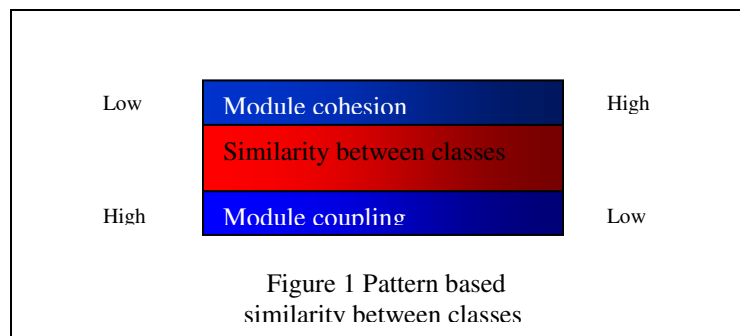 Low Module cohesion High
Similarity between classes
High Module coupling Low
Figure 1 Pattern based
similarity between classes